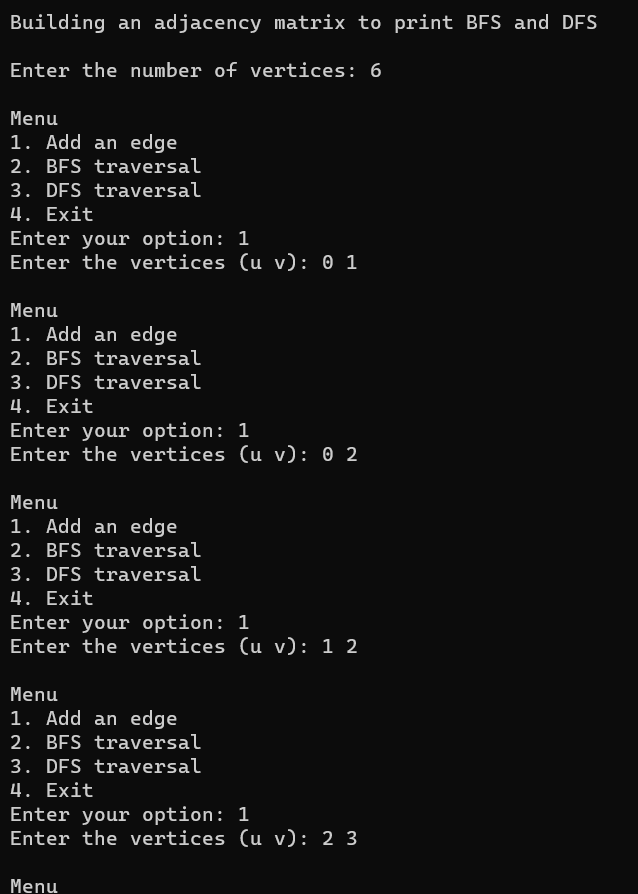 Building an adjacency matrix to print BFS and DFS
Enter the number of vertices: 6
Menu
1. Add an edge
2. BFS traversal
3. DFS traversal
4. Exit
Enter your option: 1
Enter the vertices (u v): 0 1
Menu
1. Add an edge
2. BFS traversal
3. DFS traversal
4. Exit
Enter your option: 1
Enter the vertices (u v): 0 2
Menu
1. Add an edge
2. BFS traversal
3. DFS traversal
4. Exit
Enter your option: 1
Enter the vertices (u v): 1 2
Menu
1. Add an edge
2. BFS traversal
3. DFS traversal
4. Exit
Enter your option: 1
Enter the vertices (u v): 2 3
Menu